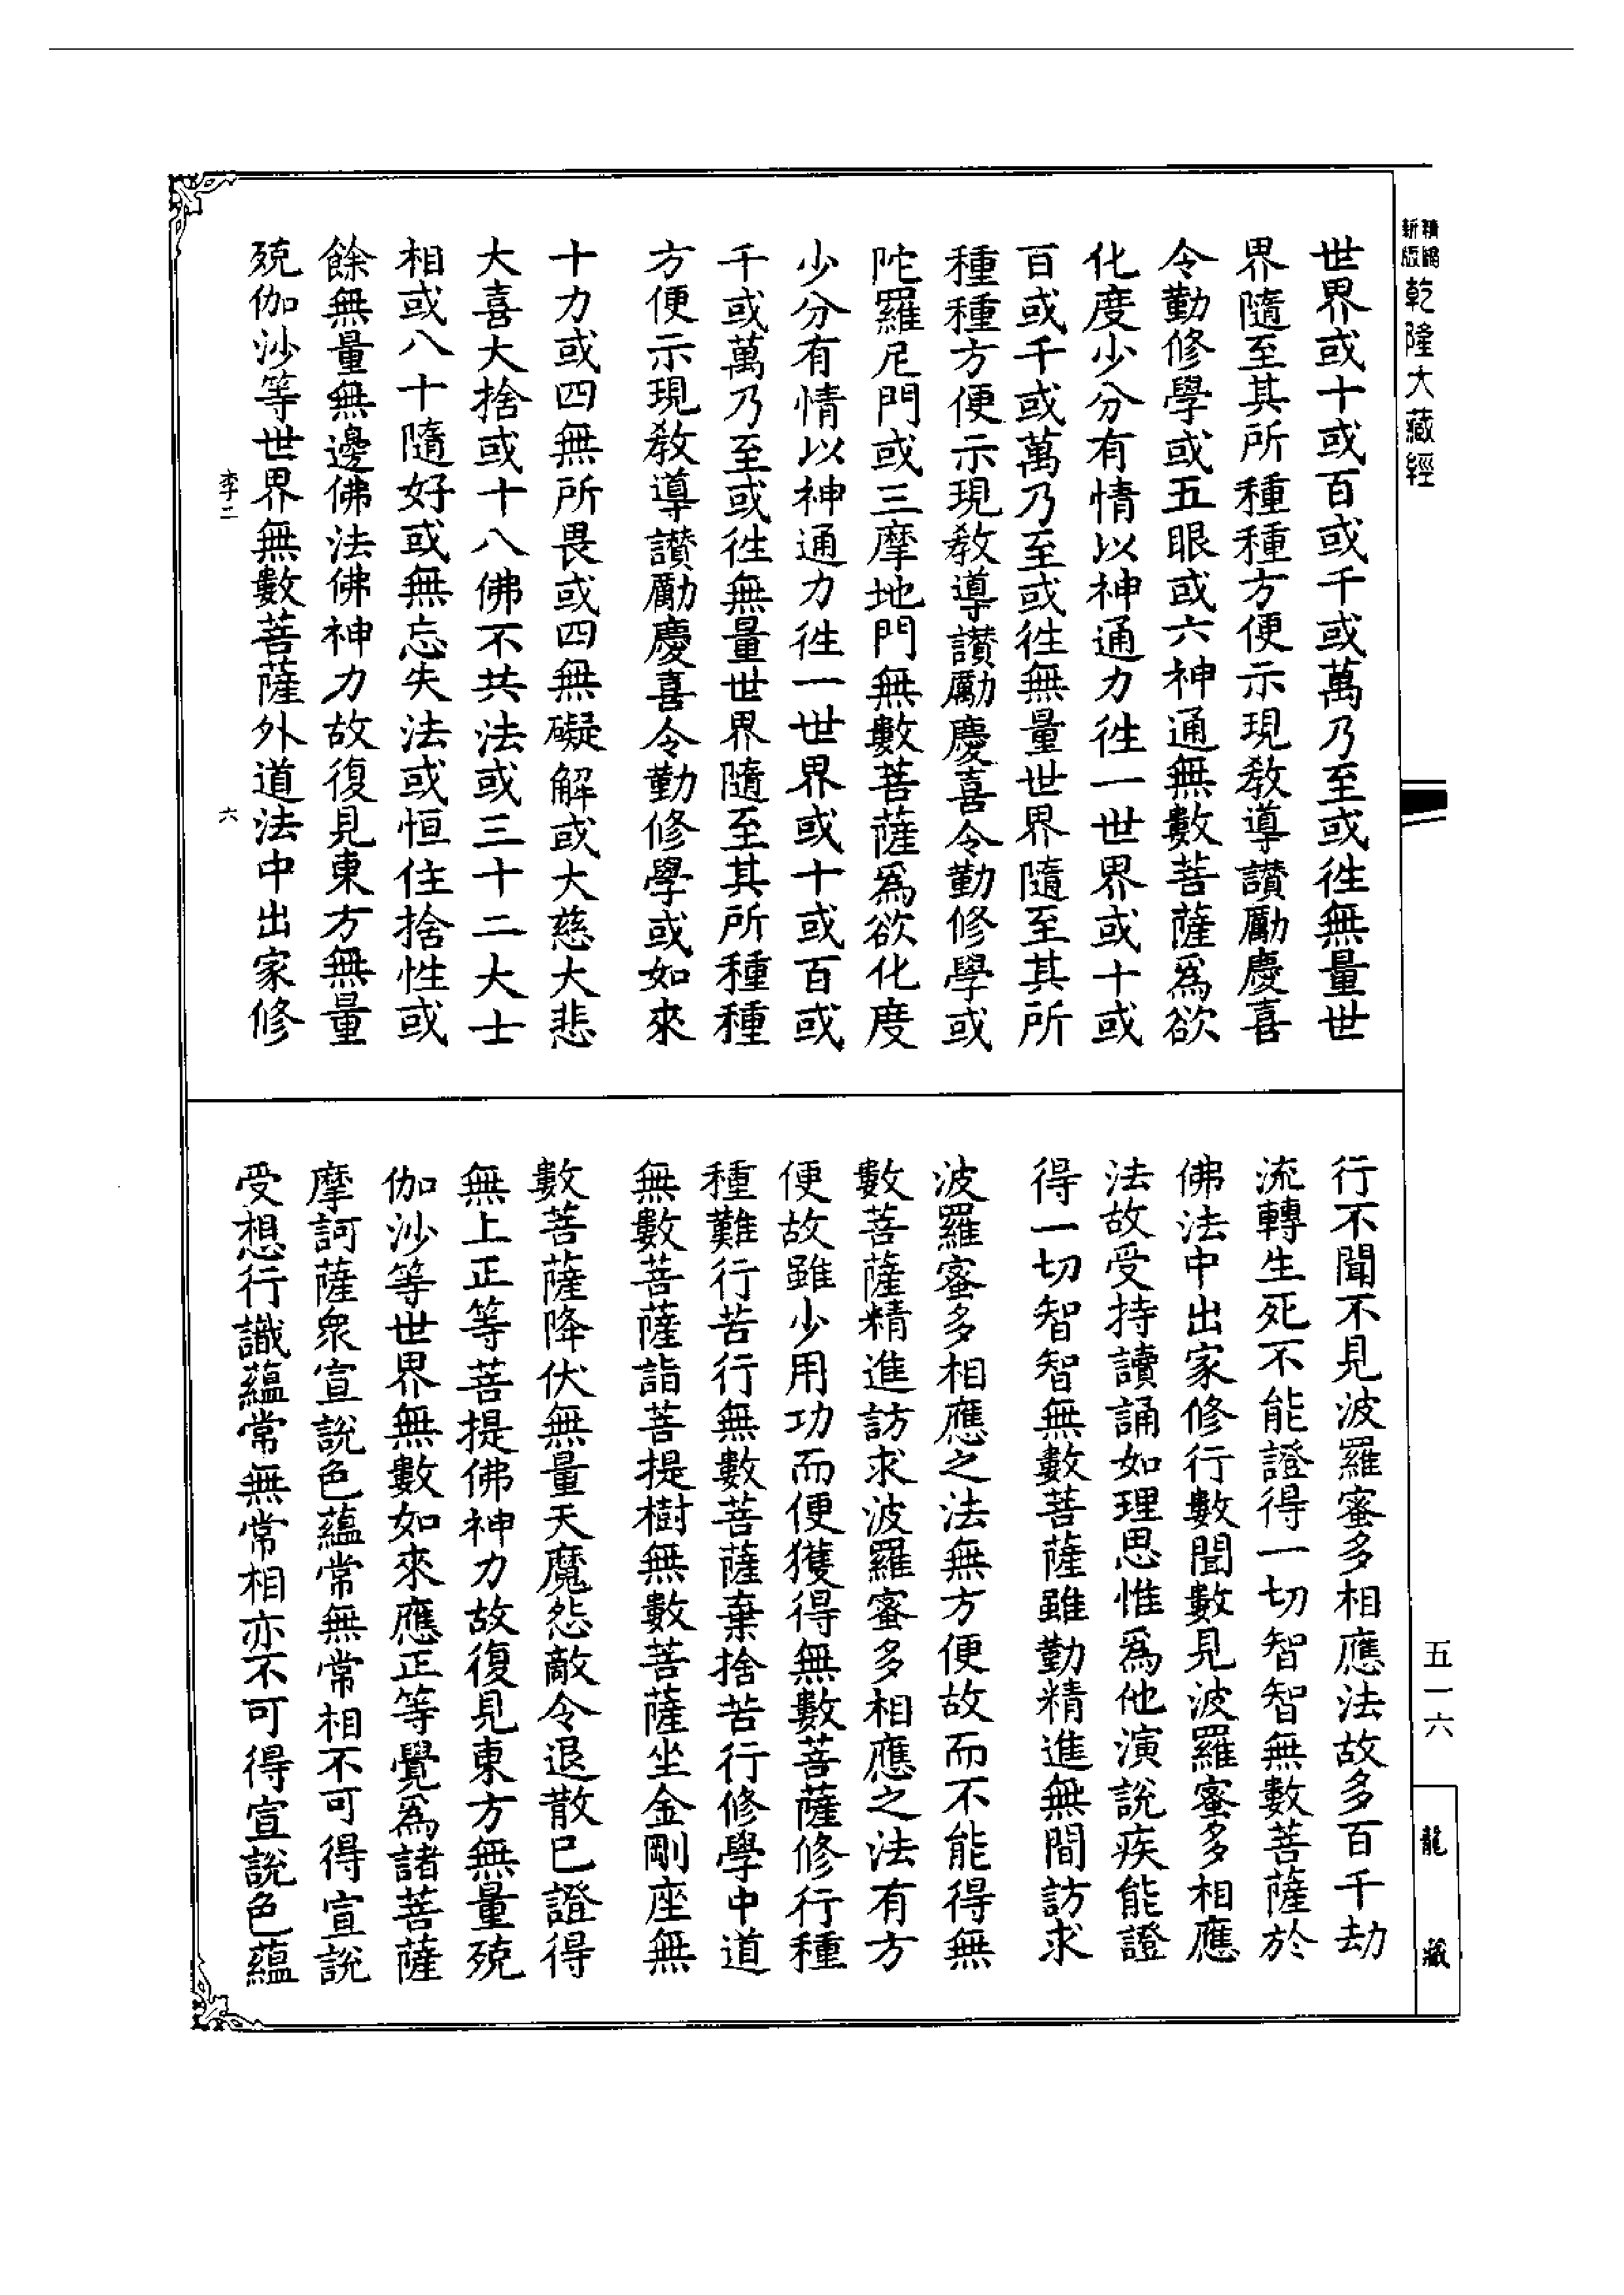 精縮新版乾隆大藏經
世界或十或百或千或萬乃至或徃無量世
界隨至其所種種方便示現敎導讃勵慶喜
令勤修學或五眼或六神通無數菩薩爲欲
化度少分有情以神通力徃一世界或十或
百或千或萬乃至或徃無量世界隨至其所
種種方便示現敎導讃勵慶喜令勤修學或
陀羅尼門或三摩地門無數菩薩爲欲化度
少分有情以神通力徃一世界或十或百或
千或萬乃至或徃無量世界隨至其所種種
方便示現敎導讃勵慶喜令勤修學或如來
十力或四無所畏或四無礙解或大慈大悲
大喜大捨或十八佛不共法或三十二大士
相或八十隨好或無忘失法或恒住捨性或
餘無量無邊佛法佛神力故復見東方無量
殑伽沙等世界無數菩薩外道法中出家修
李二
六
行不聞不見波羅蜜多相應法故多百千劫
流轉生死不能證得一切智智無數菩薩於
佛法中出家修行數聞數見波羅蜜多相應
法故受持讀誦如理思惟爲他演說疾能證
得一切智智無數菩薩雖勤精進無間訪求
波羅蜜多相應之法無方便故而不能得無
數菩薩精進訪求波羅蜜多相應之法有方
便故雖少用功而便獲得無數菩薩修行種
種難行苦行無數菩薩棄捨苦行修學中道
無數菩薩詣菩提樹無數菩薩坐金剛座無
數菩薩降伏無量天魔怨敵令退散已證得
無上正等菩提佛神力故復見東方無量殑
伽沙等世界無數如來應正等覺爲諸菩薩
摩訶薩衆宣說色蘊常無常相不可得宣說
受想行識蘊常無常相亦不可得宣說色蘊
五一六
龍藏